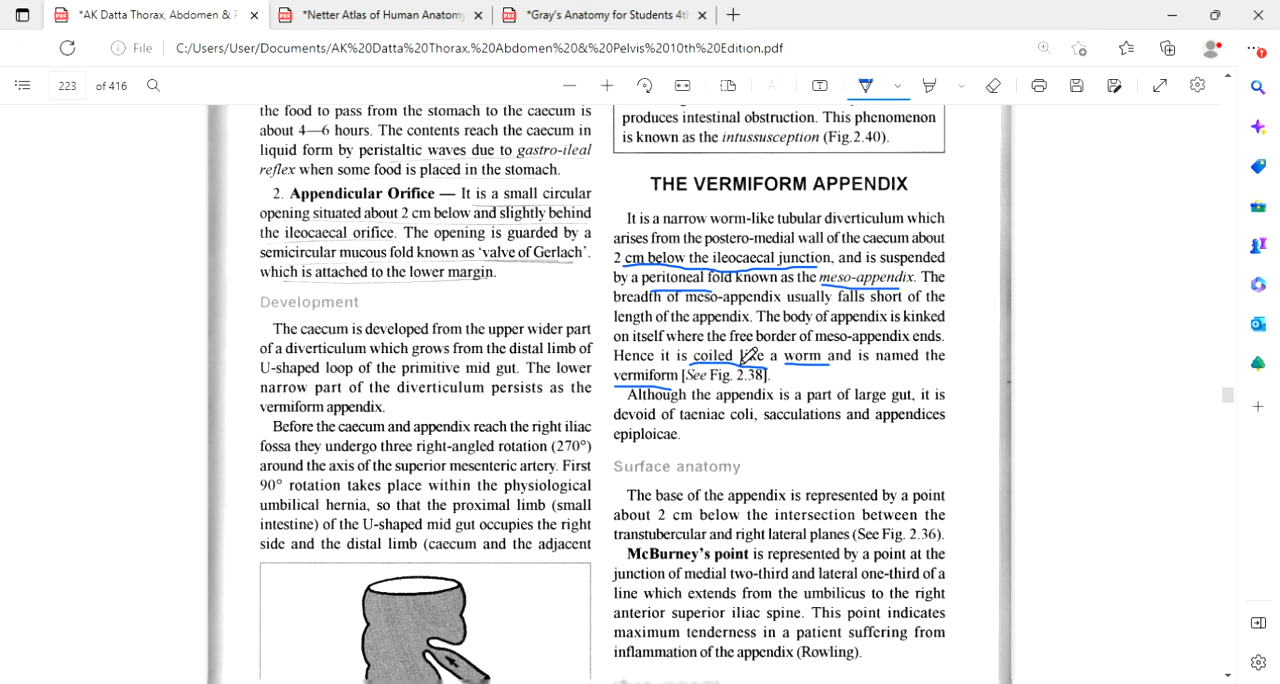 *AK Datta Thorax, Abdomen &
*Netter Atlas of Human Anatomy
*Gray's Anatomy for Students 4th
File
C:/Users/User/Documents/AK%20Datta%20Thorax.%20Abdomen%20&%20Pelvis%2010th%20Edition.pdf
223 of 416
the food to pass from the stomach to the caecum is
about 4—6 hours. The contents reach the caecum in
liquid form by peristaltic waves due to gastro-ileal
reflex when some food is placed in the stomach.
2. Appendicular Orifice — It is a small circular
opening situated about 2 cm below and slightly behind
the ileocaecal orifice. The opening is guarded by a
semicircular mucous fold known as 'valve of Gerlach'.
which is attached to the lower margin.
Development
The caecum is developed from the upper wider part
of a diverticulum which grows from the distal limb of
U-shaped loop of the primitive mid gut. The lower
narrow part of the diverticulum persists as the
vermiform appendix.
Before the caecum and appendix reach the right iliac
fossa they undergo three right-angled rotation (270°)
around the axis of the superior mesenteric artery. First
90° rotation takes place within the physiological
umbilical hernia, so that the proximal limb (small
intestine) of the U-shaped mid gut occupies the right
side and the distal limb (caecum and the adjacent
produces intestinal obstruction. This phenomenon
is known as the intussusception (Fig.2.40).
THE VERMIFORM APPENDIX
It is a narrow worm-like tubular diverticulum which
arises from the postero-medial wall of the caecum about
2 cm below the ileocaecal junction, and is suspended
by a peritoneal fold known as the meso-appendix. The
breadth of meso-appendix usually falls short of the
length of the appendix. The body of appendix is kinked
on itself where the free border of meso-appendix ends.
Hence it is coiled like a worm and is named the
vermiform [See Fig. 2.38].
Although the appendix is a part of large gut, it is
devoid of taeniae coli, sacculations and appendices
epiploicae.
Surface anatomy
The base of the appendix is represented by a point
about 2 cm below the intersection between the
transtubercular and right lateral planes (See Fig. 2.36).
McBurney's point is represented by a point at the
junction of medial two-third and lateral one-third of a
line which extends from the umbilicus to the right
anterior superior iliac spine. This point indicates
maximum tenderness in a patient suffering from
inflammation of the appendix (Rowling).